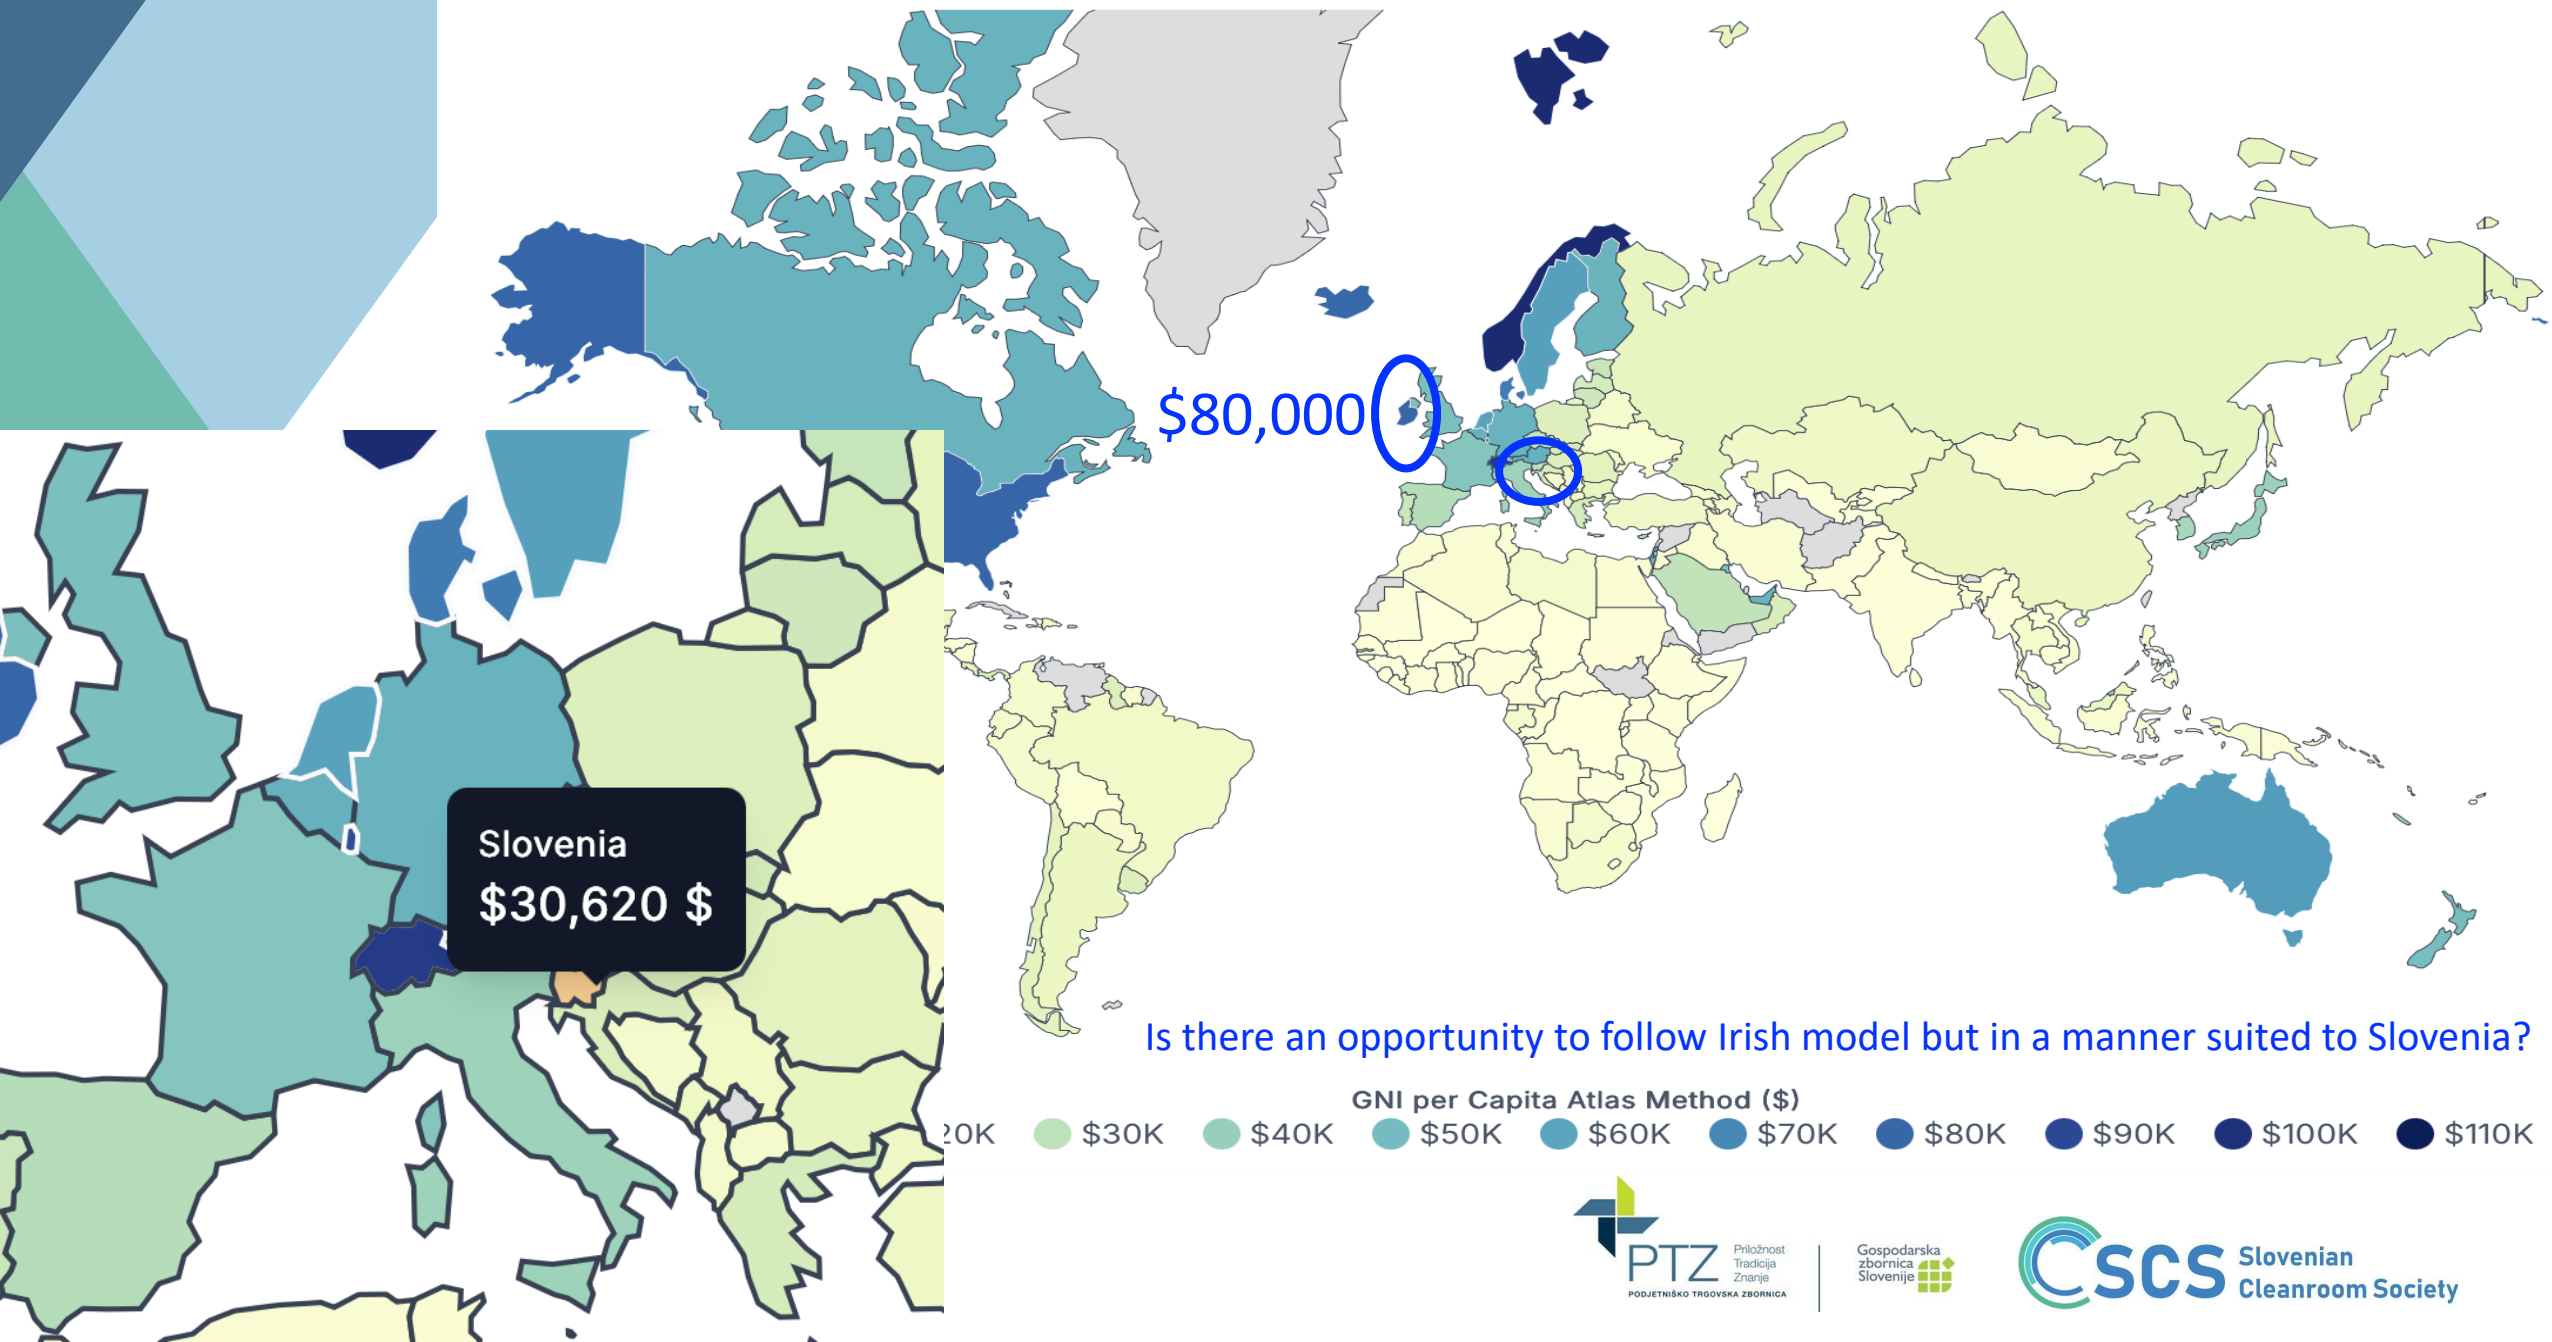 $80,000
Slovenia
$30,620 $
Is there an opportunity to follow Irish model but in a manner suited to Slovenia?
GNI per Capita Atlas Method ($)
20K $30K $40K $50K $60K $70K $80K $90K $100K $110K
PTZ
Priložnost
Tradicija
Znanje
PODJETNIŠKO TRGOVSKA ZBORNICA
Gospodarska
zbornica
Slovenije
SCS
Slovenian
Cleanroom Society